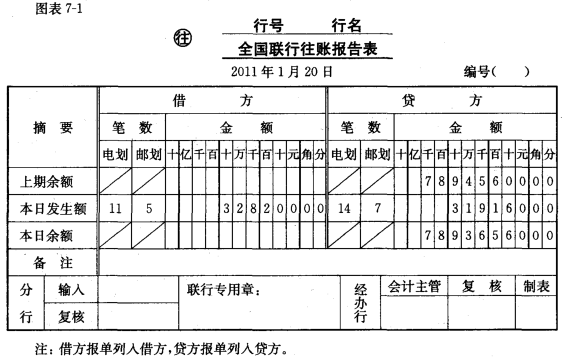 图表 7-1
往 行号 行名
全国联行往账报告表
2011 年 1 月 20 日 编号( )
摘 要 借 方 贷 方
笔 数 金 额 笔 数 金 额
电划 邮划 十 亿 千 百 十 万 千 百 十 元 角 分 电划 邮划 十 亿 千 百 十 万 千 百 十 元 角 分
上期余额 7 8 9 4 5 6 0 0 0 0
本日发生额 11 5 3 2 8 2 0 0 0 0 14 7 3 1 9 1 6 0 0 0
本日余额 7 8 9 3 6 5 6 0 0 0
备 注
分行 输入 联行专用章: 经办行 会计主管 复 核 制表
复核
注: 借方报单列入借方,贷方报单列入贷方。